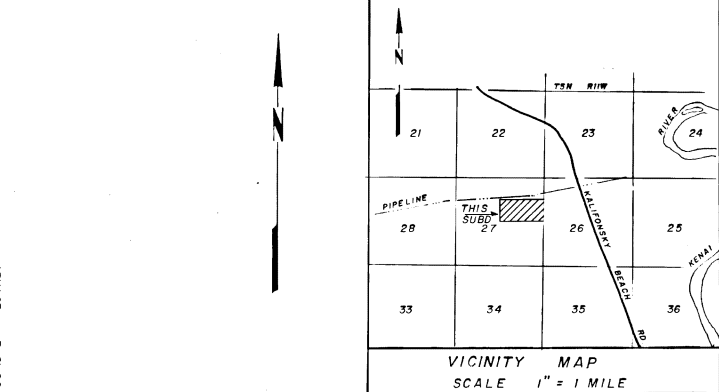 N
N
T5N R11W
21
22
23
24
RIVER
PIPELINE
THIS
SUBD
28
27
26
25
KALIFONSKY BEACH RD
KENAI
33
34
35
36
VICINITY MAP
SCALE 1" = 1 MILE